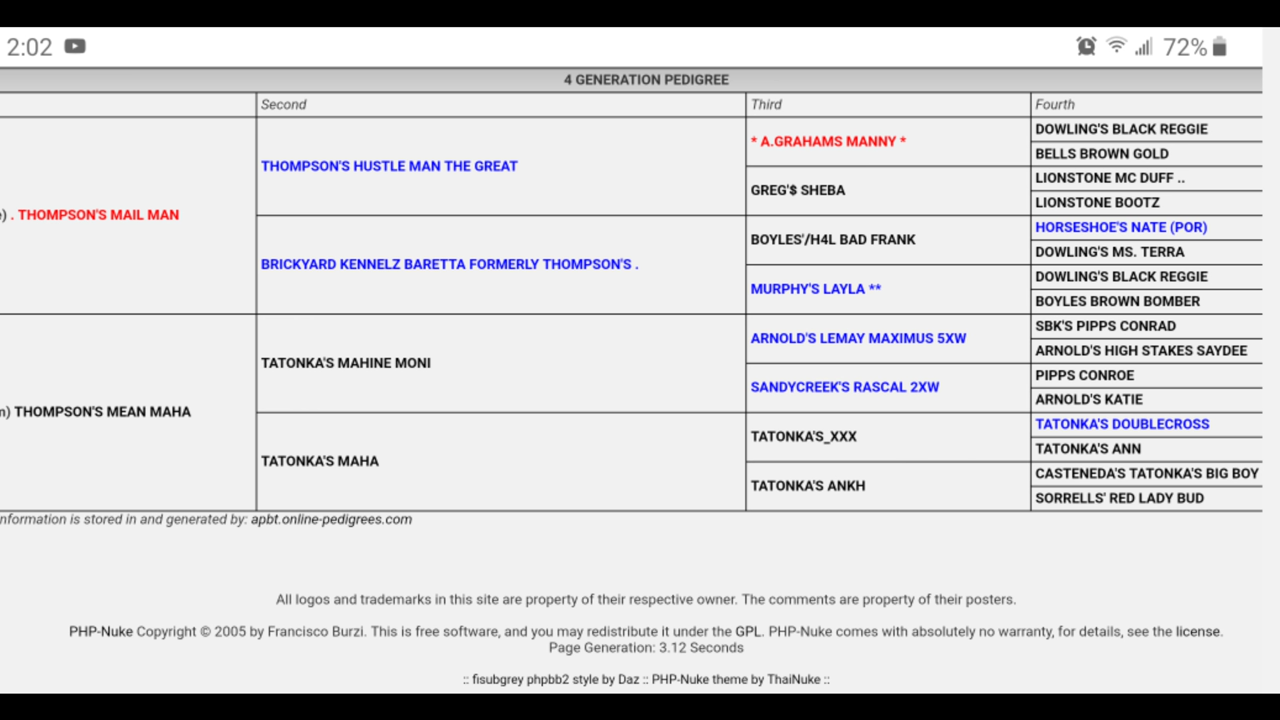 2:02
72%
4 GENERATION PEDIGREE
Second
Third
Fourth
) . THOMPSON'S MAIL MAN
THOMPSON'S HUSTLE MAN THE GREAT
* A.GRAHAMS MANNY *
DOWLING'S BLACK REGGIE
BELLS BROWN GOLD
GREG'$ SHEBA
LIONSTONE MC DUFF ..
LIONSTONE BOOTZ
BRICKYARD KENNELZ BARETTA FORMERLY THOMPSON'S .
BOYLES'/H4L BAD FRANK
HORSESHOE'S NATE (POR)
DOWLING'S MS. TERRA
MURPHY'S LAYLA **
DOWLING'S BLACK REGGIE
BOYLES BROWN BOMBER
) THOMPSON'S MEAN MAHA
TATONKA'S MAHINE MONI
ARNOLD'S LEMAY MAXIMUS 5XW
SBK'S PIPPS CONRAD
ARNOLD'S HIGH STAKES SAYDEE
SANDYCREEK'S RASCAL 2XW
PIPPS CONROE
ARNOLD'S KATIE
TATONKA'S MAHA
TATONKA'S_XXX
TATONKA'S DOUBLECROSS
TATONKA'S ANN
TATONKA'S ANKH
CASTENEDA'S TATONKA'S BIG BOY
SORRELLS' RED LADY BUD
nformation is stored in and generated by: apbt.online-pedigrees.com
All logos and trademarks in this site are property of their respective owner. The comments are property of their posters.
PHP-Nuke Copyright © 2005 by Francisco Burzi. This is free software, and you may redistribute it under the GPL. PHP-Nuke comes with absolutely no warranty, for details, see the license.
Page Generation: 3.12 Seconds
:: fisubgrey phpbb2 style by Daz :: PHP-Nuke theme by ThaiNuke ::